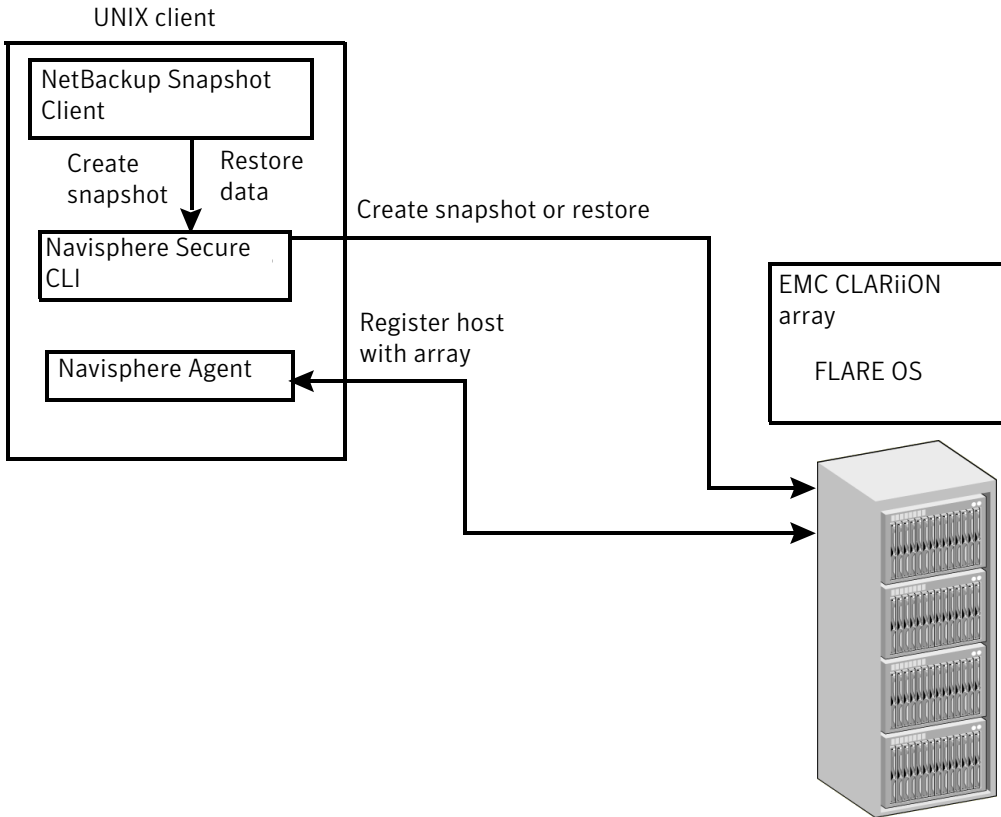 UNIX client
NetBackup Snapshot
Client
Create
snapshot
Restore
data
Navisphere Secure
CLI
Navisphere Agent
Create snapshot or restore
Register host
with array
EMC CLARiiON
array
FLARE OS